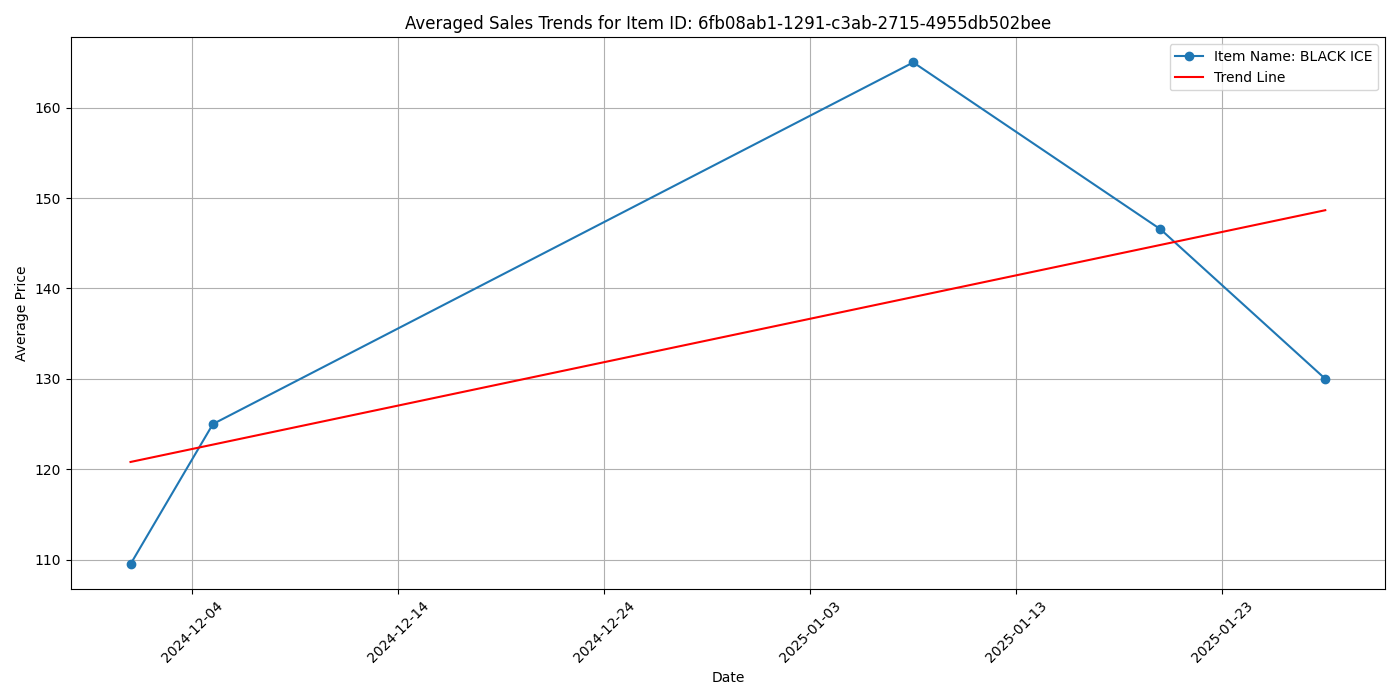 Averaged Sales Trends for Item ID: 6fb08ab1-1291-c3ab-2715-4955db502bee
Item Name: BLACK ICE
Trend Line
Average Price
160
150
140
130
120
110
2024-12-04
2024-12-14
2024-12-24
2025-01-03
2025-01-13
2025-01-23
Date